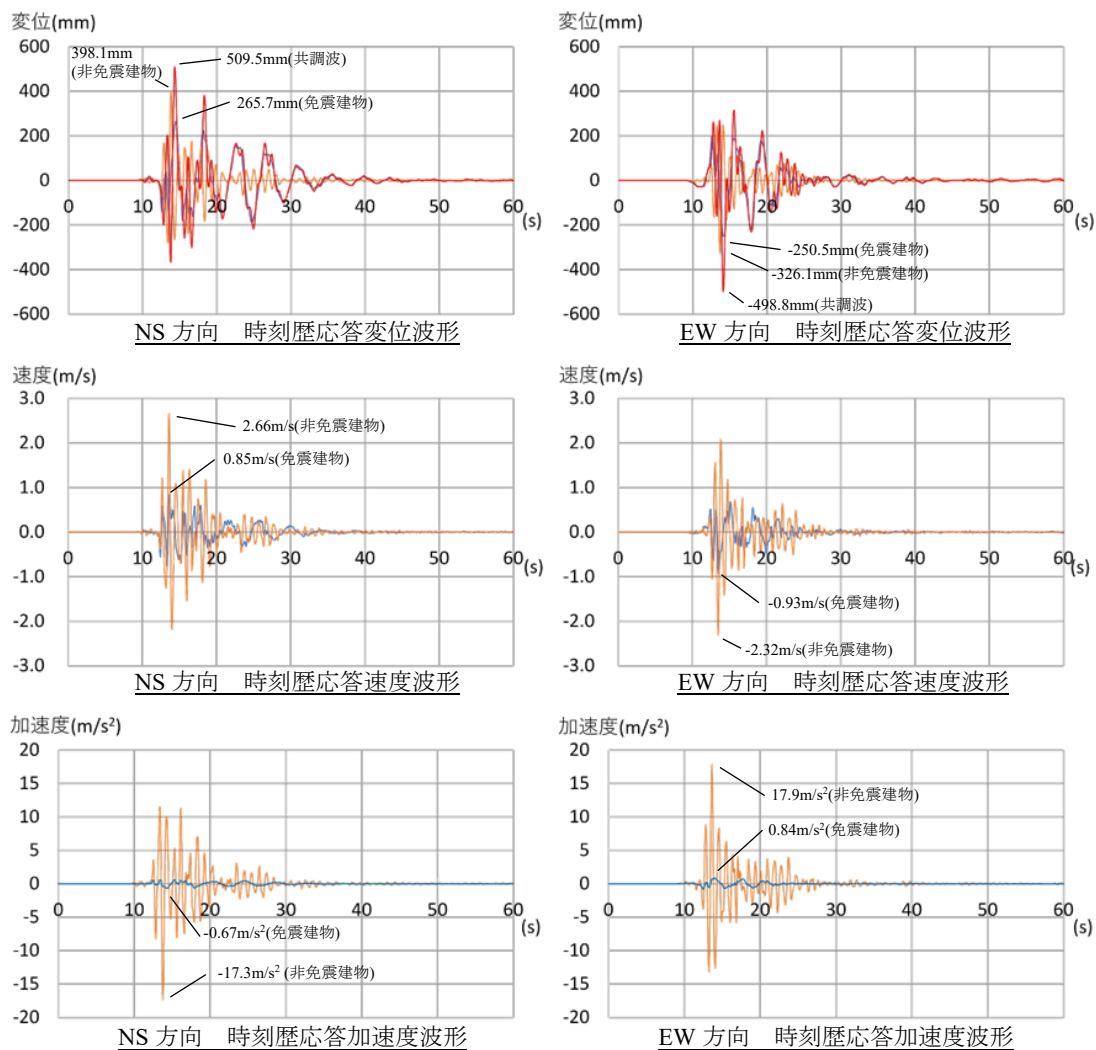 変位(mm)
600
400
200
0
-200
-400
-600
0
10
20
30
40
50
60
(s)
398.1mm
(非免震建物)
509.5mm(共調波)
265.7mm(免震建物)
NS 方向　時刻歴応答変位波形
変位(mm)
600
400
200
0
-200
-400
-600
0
10
20
30
40
50
60
(s)
-250.5mm(免震建物)
-326.1mm(非免震建物)
-498.8mm(共調波)
EW 方向　時刻歴応答変位波形
速度(m/s)
3.0
2.0
1.0
0.0
-1.0
-2.0
-3.0
0
10
20
30
40
50
60
(s)
2.66m/s(非免震建物)
0.85m/s(免震建物)
NS 方向　時刻歴応答速度波形
速度(m/s)
3.0
2.0
1.0
0.0
-1.0
-2.0
-3.0
0
10
20
30
40
50
60
(s)
-0.93m/s(免震建物)
-2.32m/s(非免震建物)
EW 方向　時刻歴応答速度波形
加速度(m/s²)
20
15
10
5
0
-5
-10
-15
-20
0
10
20
30
40
50
60
(s)
-0.67m/s²(免震建物)
-17.3m/s² (非免震建物)
NS 方向　時刻歴応答加速度波形
加速度(m/s²)
20
15
10
5
0
-5
-10
-15
-20
0
10
20
30
40
50
60
(s)
17.9m/s²(非免震建物)
0.84m/s²(免震建物)
EW 方向　時刻歴応答加速度波形